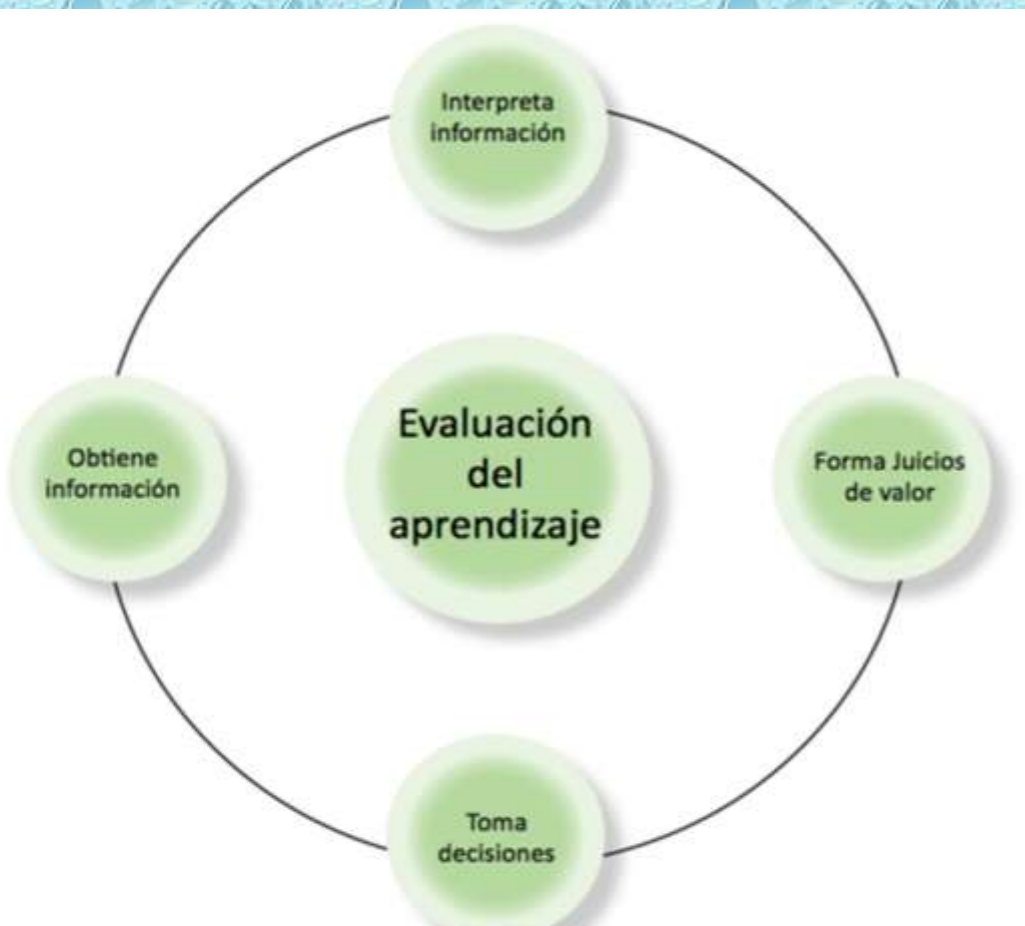 Interpreta
información
Obtiene
información
Evaluación
del
aprendizaje
Forma Juicios
de valor
Toma
decisiones